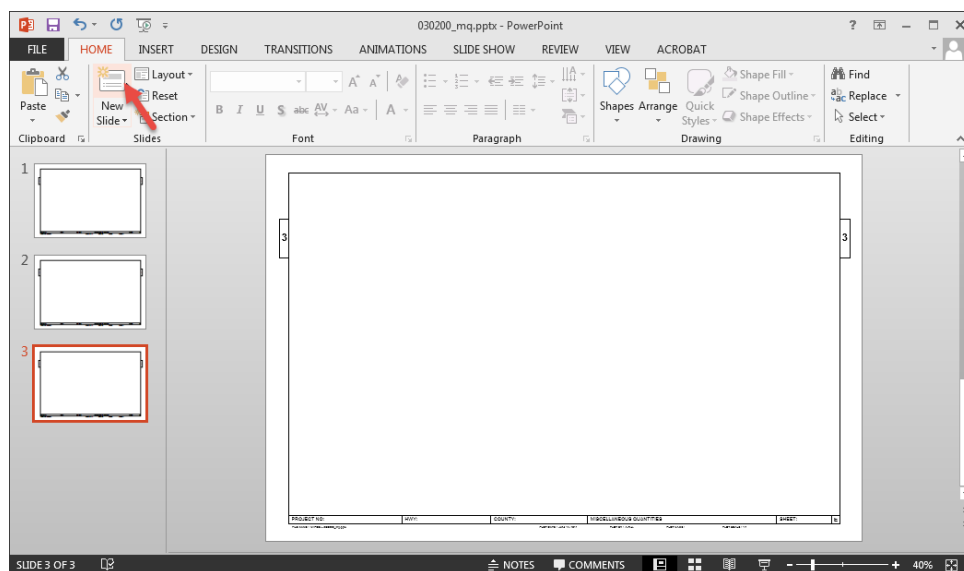 030200_mq.pptx - PowerPoint
?
FILE HOME INSERT DESIGN TRANSITIONS ANIMATIONS SLIDE SHOW REVIEW VIEW ACROBAT
Paste
New
Slide
Layout
Reset
Section
B I U S abc AV Aa A
A A
Shapes Arrange Quick
Styles
Shape Fill
Shape Outline
Shape Effects
Find
Replace
Select
Clipboard Slides Font Paragraph Drawing Editing
1
2
3
3 3
PROJECT NO: HWY: COUNTY: MISCELLANEOUS QUANTITIES SHEET: E
SLIDE 3 OF 3 NOTES COMMENTS 40%